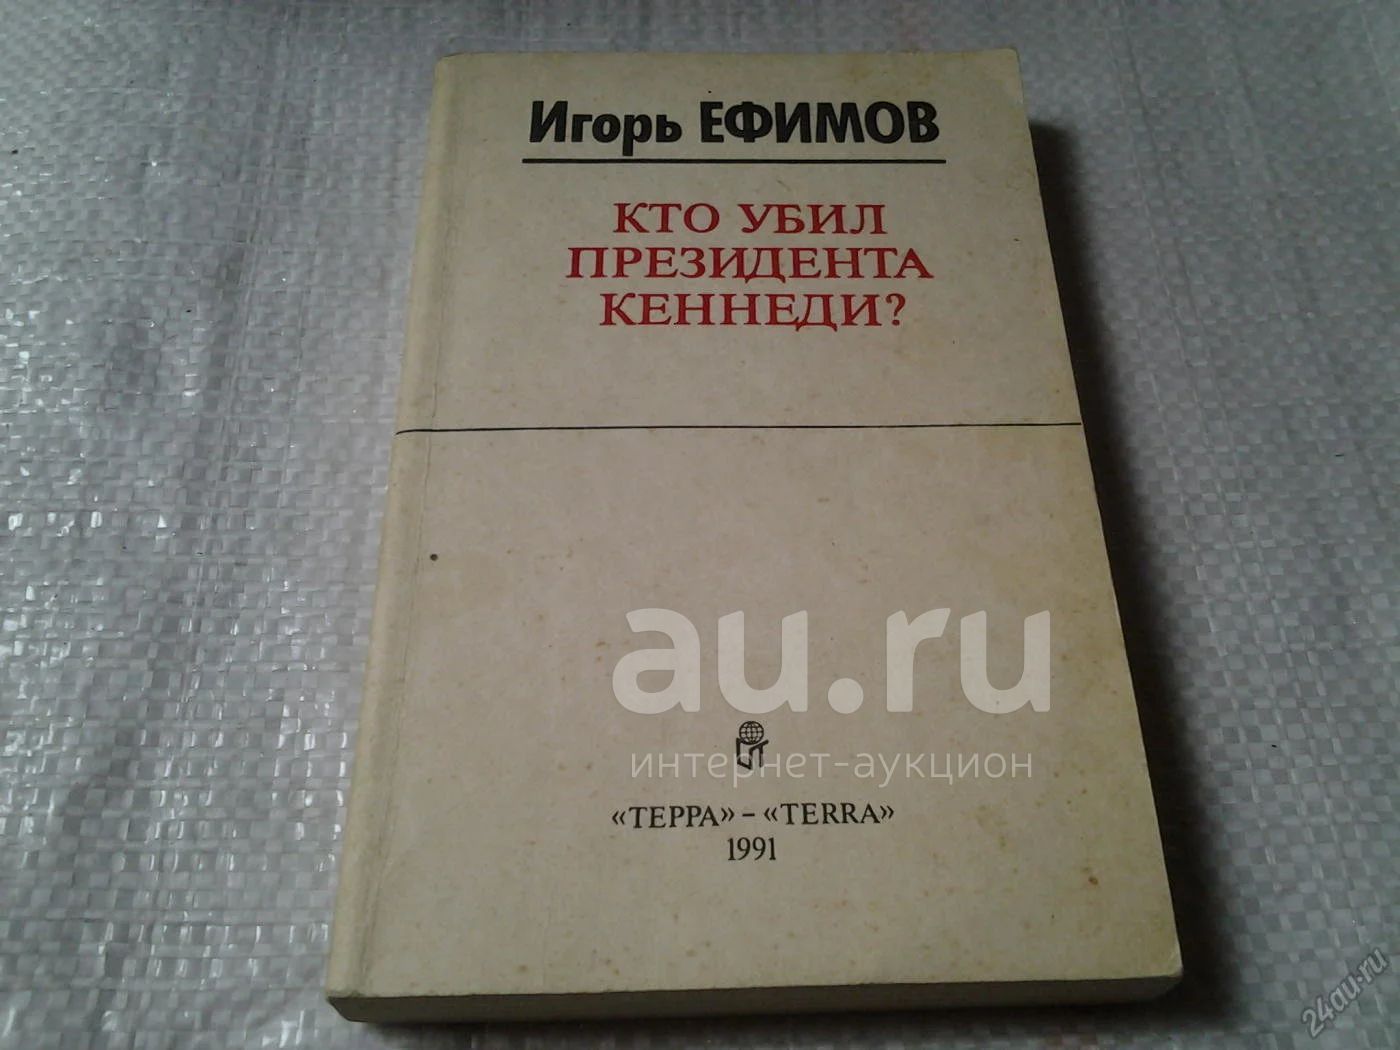 Игорь ЕФИМОВ
КТО УБИЛ
ПРЕЗИДЕНТА
КЕННЕДИ?
au.ru
интернет-аукцион
«ТЕРРА» – «TERRA»
1991
24au.ru